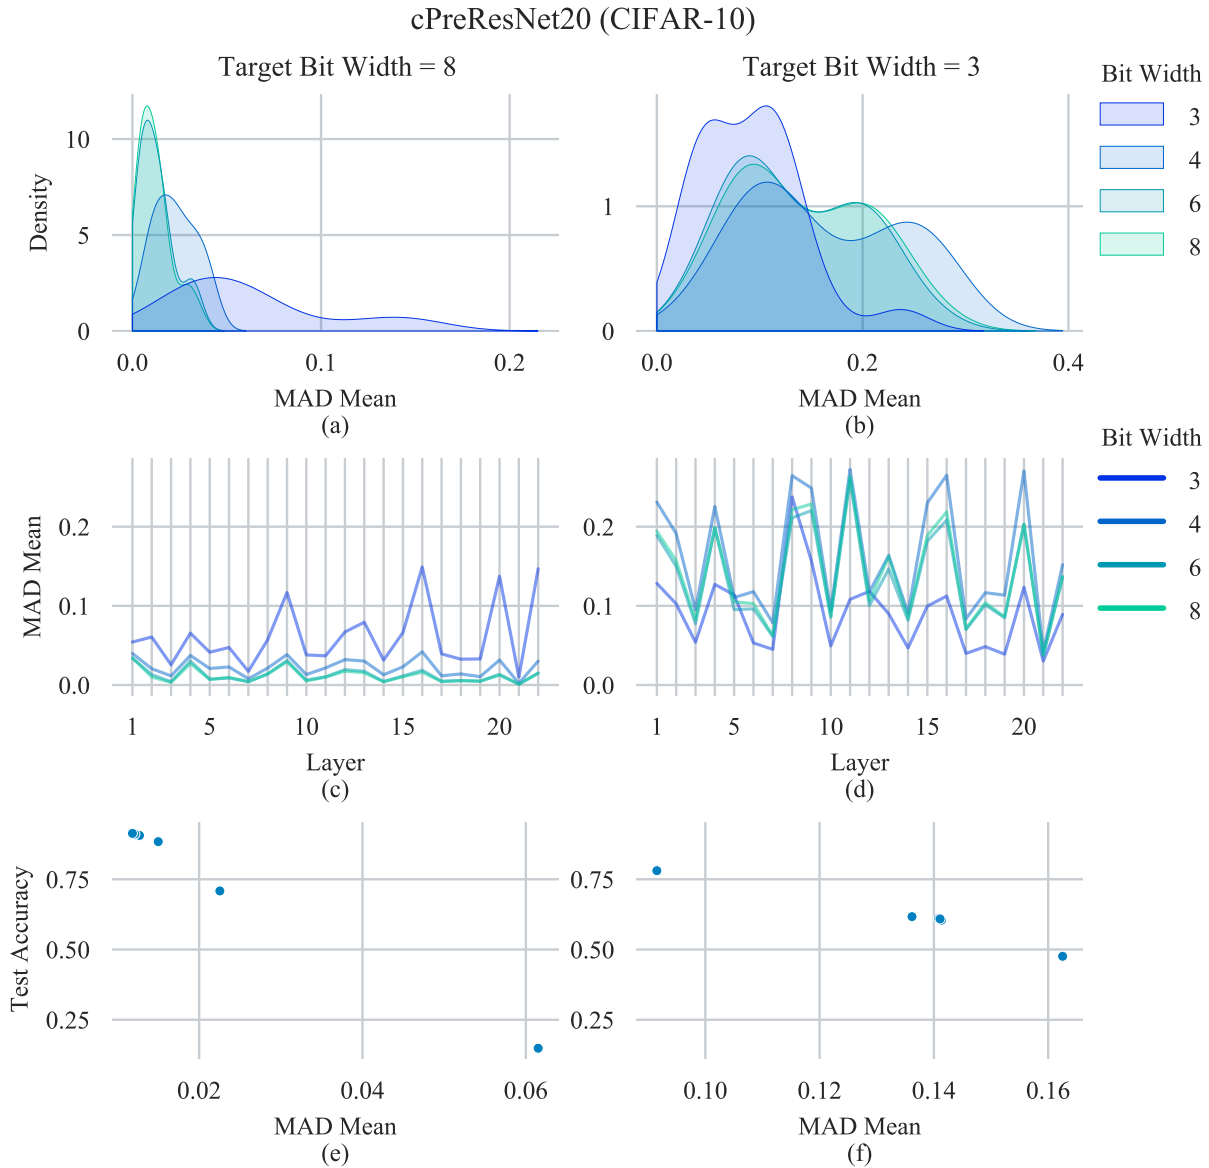 cPreResNet20 (CIFAR-10)
Target Bit Width = 8
Target Bit Width = 3
Bit Width
3
4
6
8
Density
10
5
0
0.0 0.1 0.2
MAD Mean
(a)
1
0
0.0 0.2 0.4
MAD Mean
(b)
Bit Width
3
4
6
8
MAD Mean
0.2
0.1
0.0
1 5 10 15 20
Layer
(c)
0.2
0.1
0.0
1 5 10 15 20
Layer
(d)
Test Accuracy
0.75
0.50
0.25
0.02 0.04 0.06
MAD Mean
(e)
0.75
0.50
0.25
0.10 0.12 0.14 0.16
MAD Mean
(f)